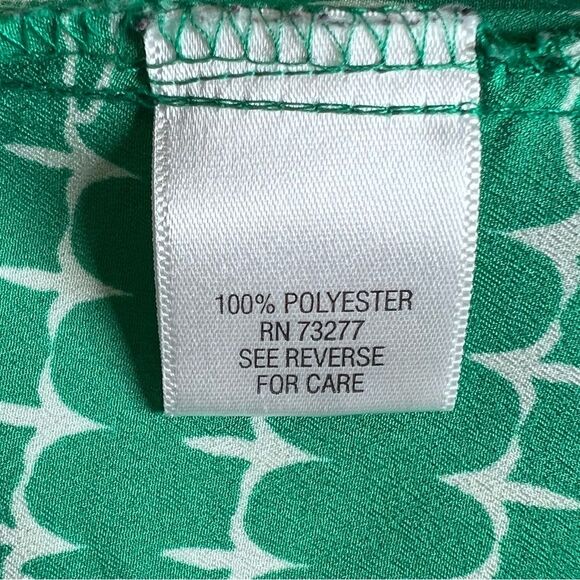 100% POLYESTER
RN 73277
SEE REVERSE
FOR CARE